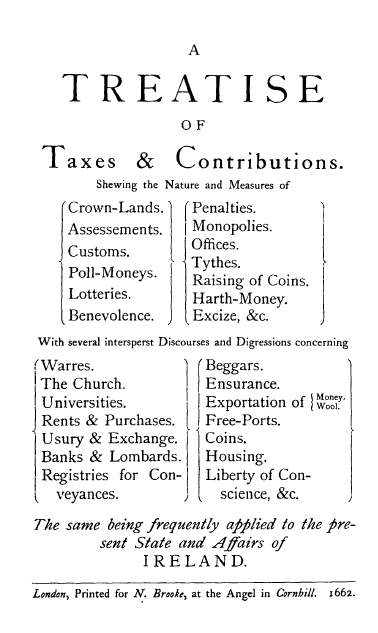 A
TREATISE
OF
Taxes & Contributions.
Shewing the Nature and Measures of
Crown-Lands.
Assessements.
Customs.
Poll-Moneys.
Lotteries.
Benevolence.
Penalties.
Monopolies.
Offices.
Tythes.
Raising of Coins.
Harth-Money.
Excize, &c.
With several intersperst Discourses and Digressions concerning
Warres.
The Church.
Universities.
Rents & Purchases.
Usury & Exchange.
Banks & Lombards.
Registries for Con-
veyances.
Beggars.
Ensurance.
Exportation of { Money.
Wool.
Free-Ports.
Coins.
Housing.
Liberty of Con-
science, &c.
The same being frequently applied to the pre-
sent State and Affairs of
IRELAND.
London, Printed for N. Brooke, at the Angel in Cornhill. 1662.